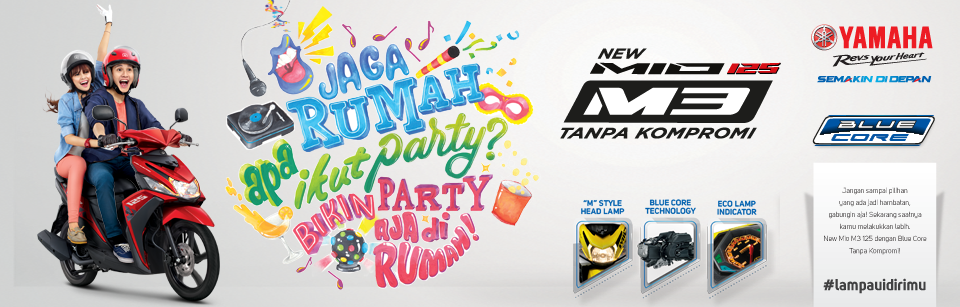 JAGA
RUMAH
apa ikut party?
BIKIN PARTY
AJA di
RUMAH!
125
NEW
MIO 125
M3
TANPA KOMPROMI
"M" STYLE
HEAD LAMP
BLUE CORE
TECHNOLOGY
ECO LAMP
INDICATOR
YAMAHA
Revs Your Heart
SEMAKIN DI DEPAN
BLUE
CORE
Jangan sampai pilihan
yang ada jadi hambatan,
gabungin aja! Sekarang saatnya
kamu melakukkan lebih.
New Mio M3 125 dengan Blue Core
Tanpa Kompromi!
#lampauidirimu